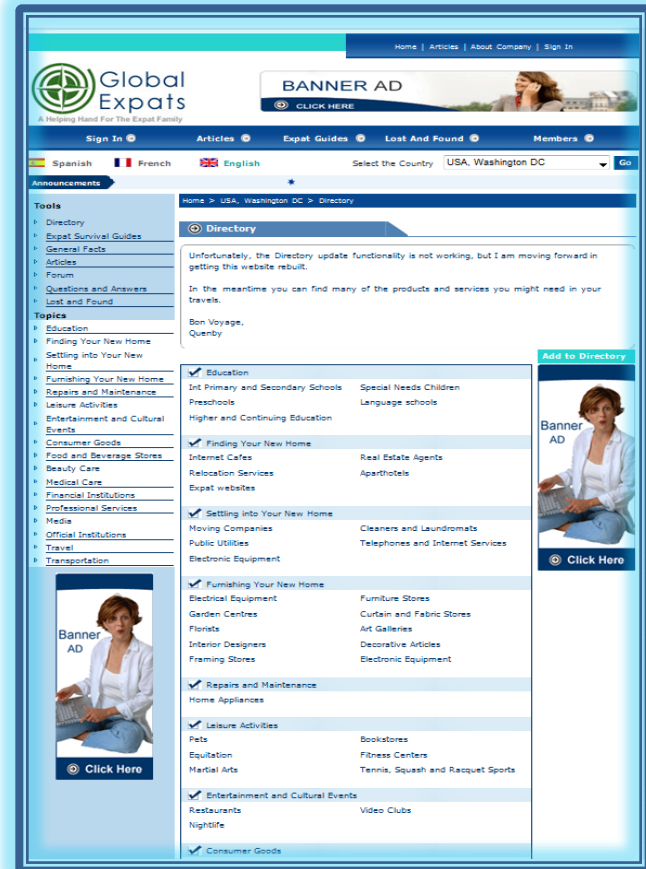 Home | Articles | About Company | Sign In
Global
Expats
A Helping Hand For The Expat Family
BANNER AD
CLICK HERE
Sign In Articles Expat Guides Lost And Found Members
Spanish French English Select the Country USA, Washington DC Go
Announcements
Tools
Directory
Expat Survival Guides
General Facts
Articles
Forum
Questions and Answers
Lost and Found
Topics
Education
Finding Your New Home
Settling into Your New
Home
Furnishing Your New Home
Repairs and Maintenance
Leisure Activities
Entertainment and Cultural
Events
Consumer Goods
Food and Beverage Stores
Beauty Care
Medical Care
Financial Institutions
Professional Services
Media
Official Institutions
Travel
Transportation
Banner
AD
Click Here
Home > USA, Washington DC > Directory
Directory
Unfortunately, the Directory update functionality is not working, but I am moving forward in
getting this website rebuilt.
In the meantime you can find many of the products and services you might need in your
travels.
Bon Voyage,
Quenby
Education
Int Primary and Secondary Schools Special Needs Children
Preschools Language schools
Higher and Continuing Education
Finding Your New Home
Internet Cafes Real Estate Agents
Relocation Services Aparthotels
Expat websites
Settling into Your New Home
Moving Companies Cleaners and Laundromats
Public Utilities Telephones and Internet Services
Electronic Equipment
Furnishing Your New Home
Electrical Equipment Furniture Stores
Garden Centres Curtain and Fabric Stores
Florists Art Galleries
Interior Designers Decorative Articles
Framing Stores Electronic Equipment
Repairs and Maintenance
Home Appliances
Leisure Activities
Pets Bookstores
Equitation Fitness Centers
Martial Arts Tennis, Squash and Racquet Sports
Entertainment and Cultural Events
Restaurants Video Clubs
Nightlife
Consumer Goods
Add to Directory
Banner
AD
Click Here